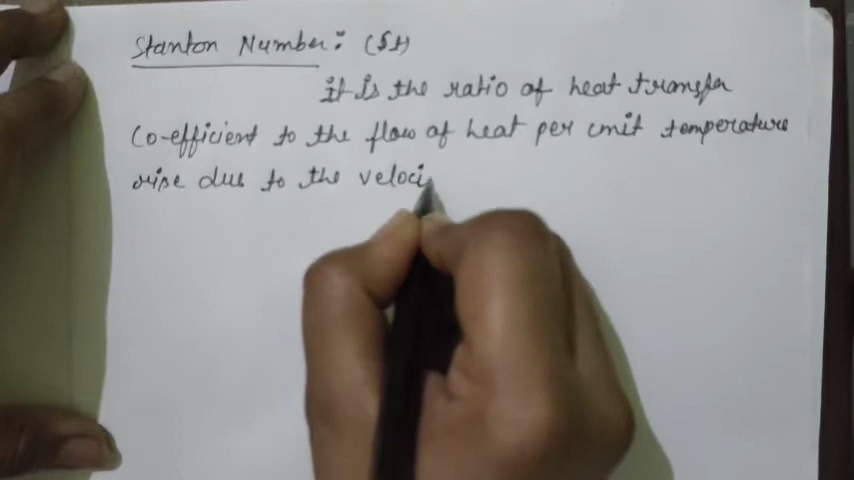 Stanton Number: (St)
it is the ratio of heat transfer
Co-efficient to the flow of heat per unit temperature
rise due to the veloci